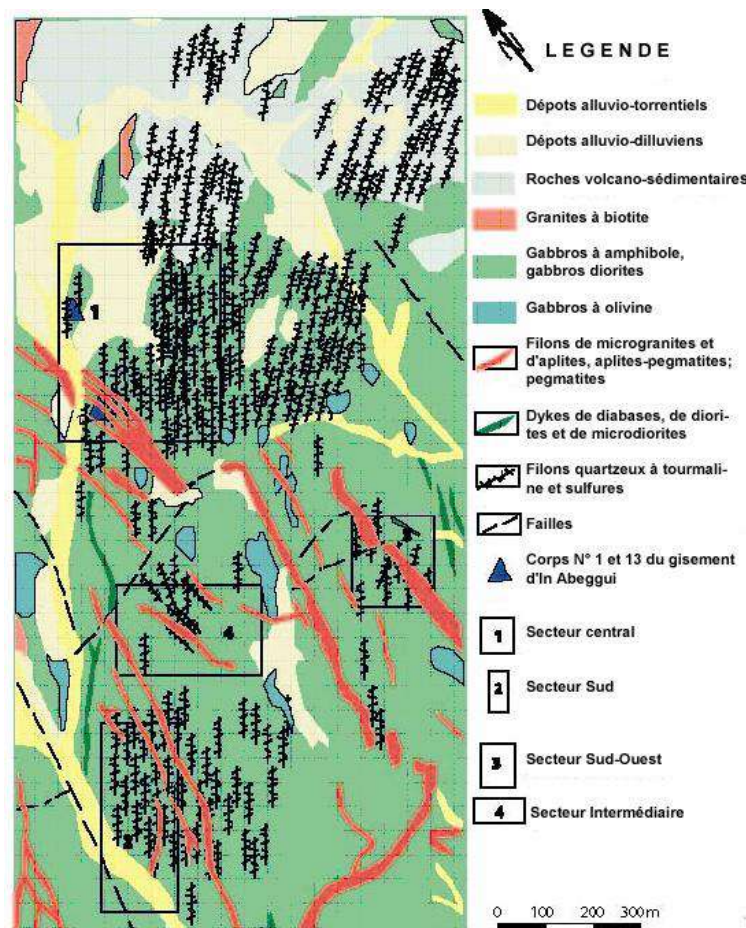 LEGENDE
Dépots alluvio-torrentiels
Dépots alluvio-dilluviens
Roches volcano-sédimentaires
Granites à biotite
Gabbros à amphibole,
gabbros diorites
Gabbros à olivine
Filons de microgranites et
d'aplites, aplites-pegmatites;
pegmatites
Dykes de diabases, de diori-
tes et de microdiorites
Filons quartzeux à tourmali-
ne et sulfures
Failles
Corps N° 1 et 13 du gisement
d'In Abeggui
1 Secteur central
2 Secteur Sud
3 Secteur Sud-Ouest
4 Secteur Intermédiaire
0 100 200 300m
1
4